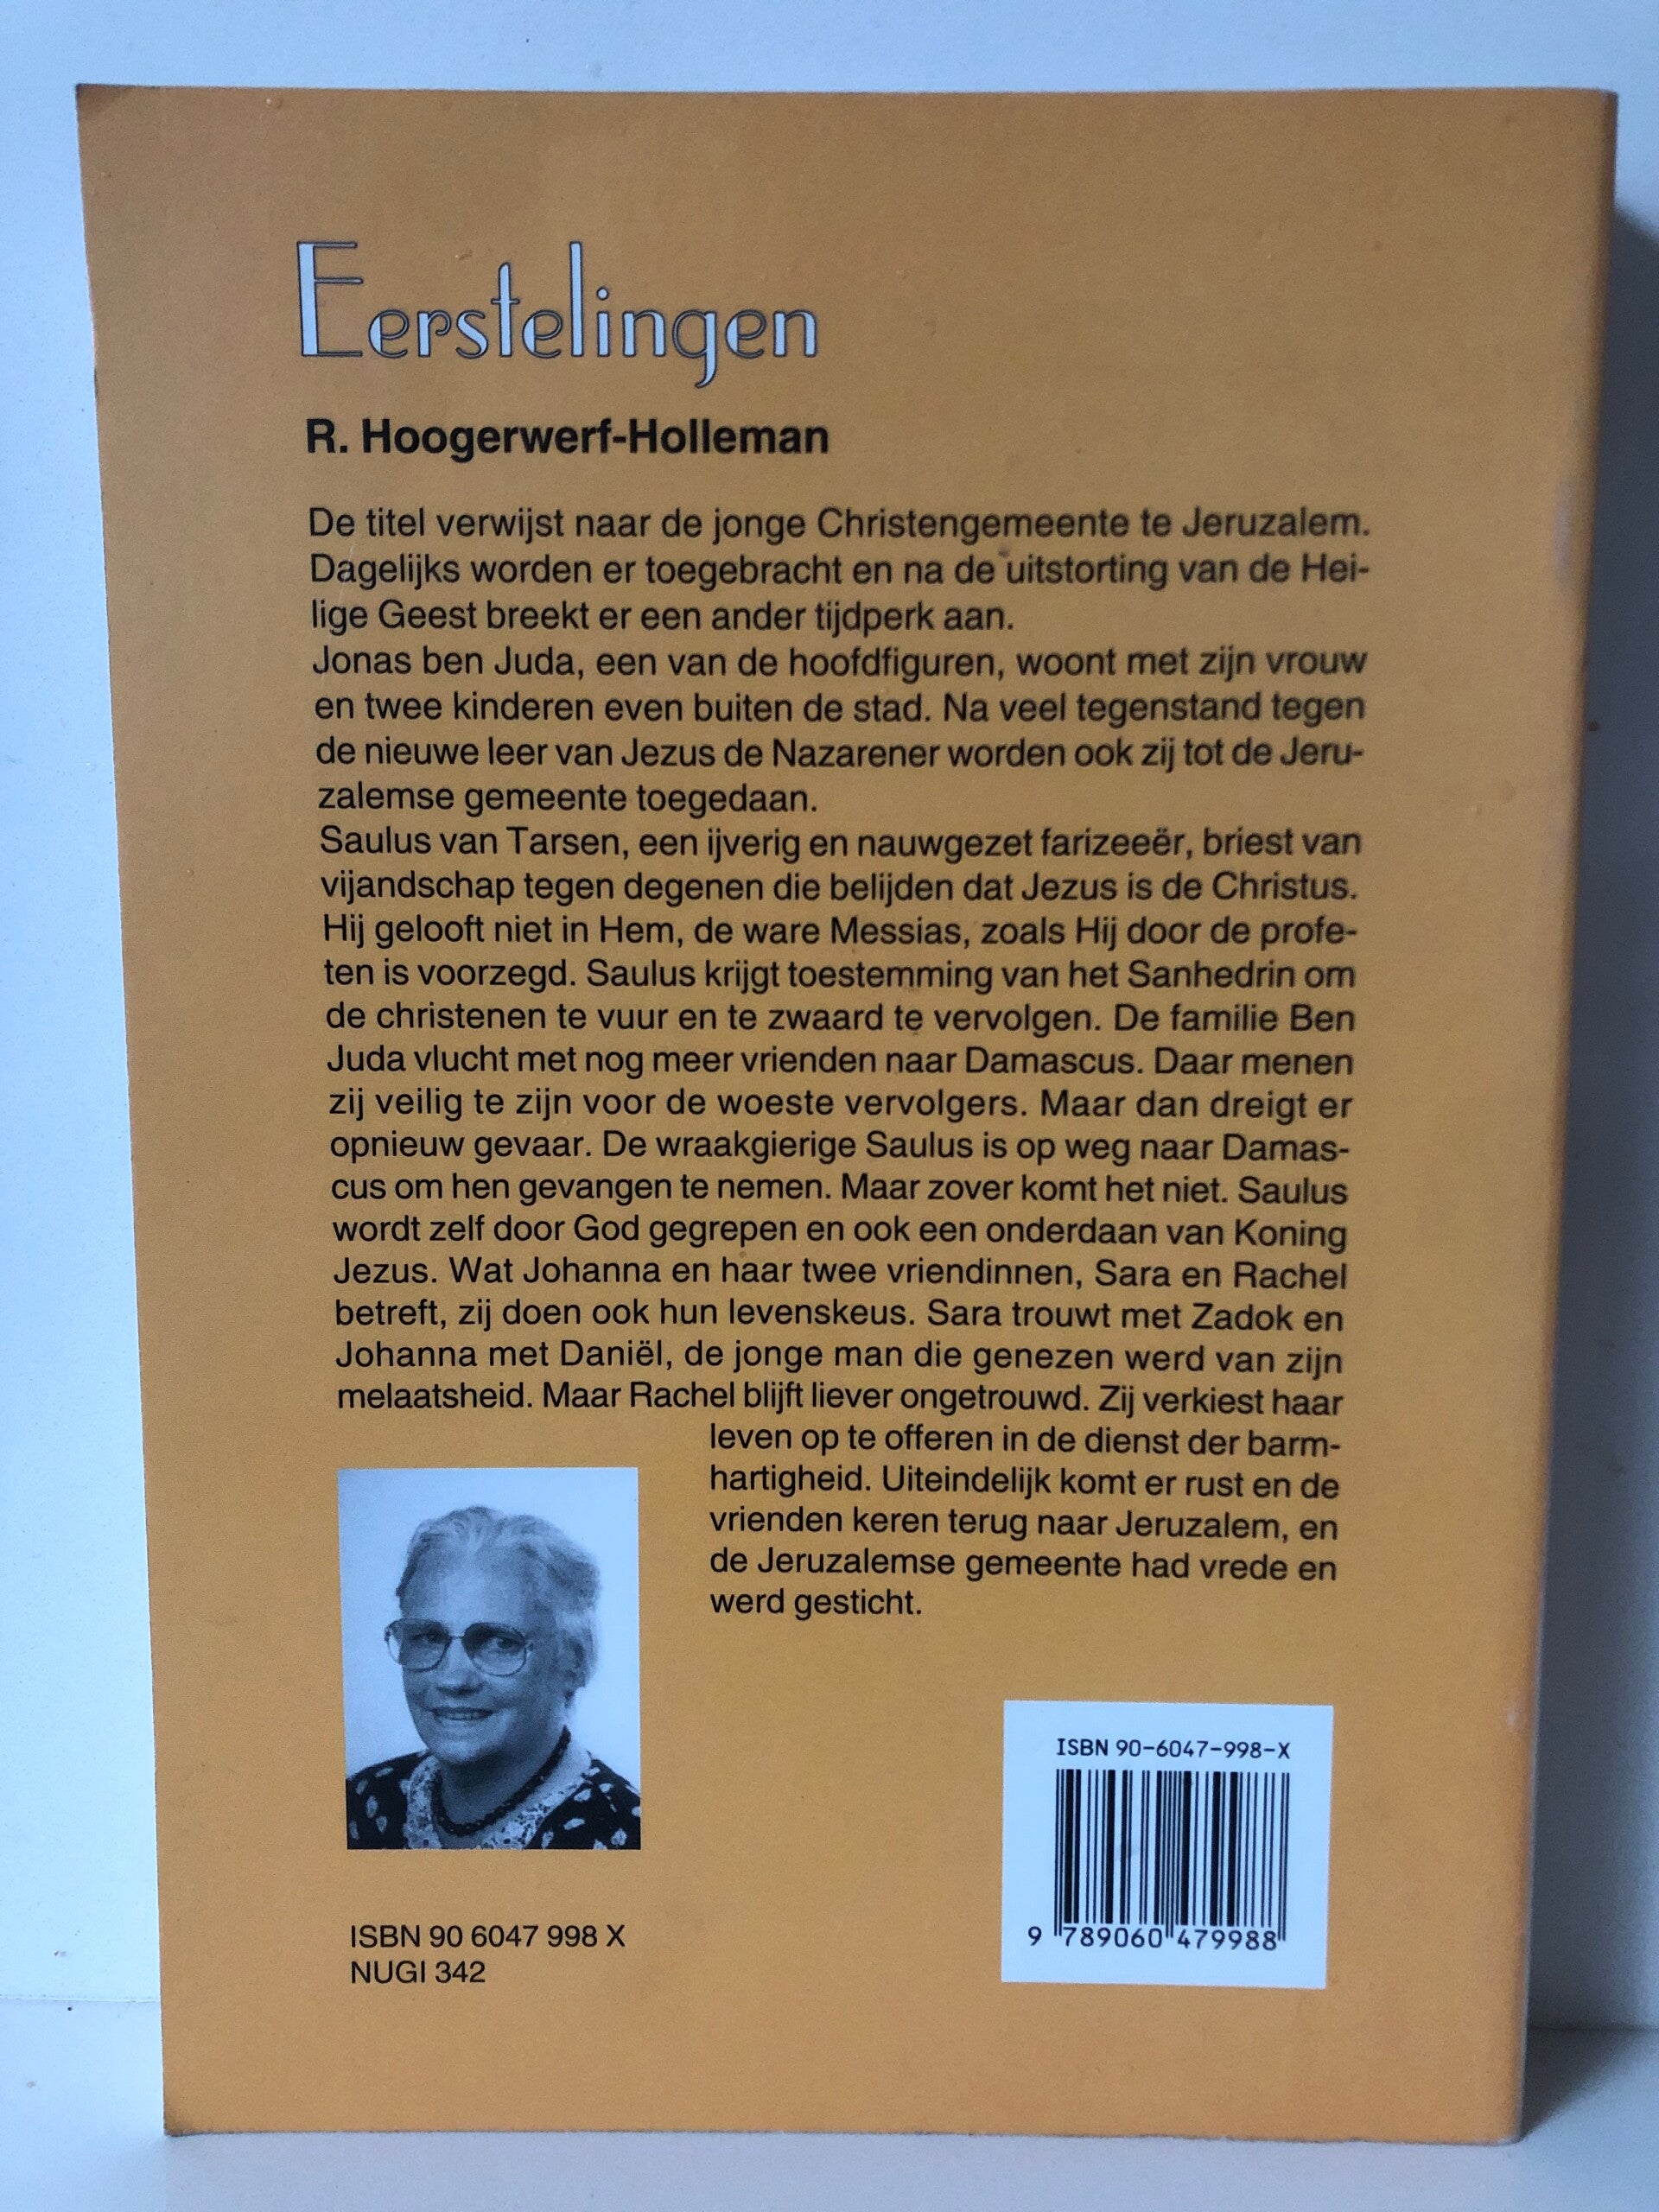 Eerstelingen
R. Hoogerwerf-Holleman
De titel verwijst naar de jonge Christengemeente te Jeruzalem.
Dagelijks worden er toegebracht en na de uitstorting van de Hei-
lige Geest breekt er een ander tijdperk aan.
Jonas ben Juda, een van de hoofdfiguren, woont met zijn vrouw
en twee kinderen even buiten de stad. Na veel tegenstand tegen
de nieuwe leer van Jezus de Nazarener worden ook zij tot de Jeru-
zalemse gemeente toegedaan.
Saulus van Tarsen, een ijverig en nauwgezet farizeeër, briest van
vijandschap tegen degenen die belijden dat Jezus is de Christus.
Hij gelooft niet in Hem, de ware Messias, zoals Hij door de profe-
ten is voorzegd. Saulus krijgt toestemming van het Sanhedrin om
de christenen te vuur en te zwaard te vervolgen. De familie Ben
Juda vlucht met nog meer vrienden naar Damascus. Daar menen
zij veilig te zijn voor de woeste vervolgers. Maar dan dreigt er
opnieuw gevaar. De wraakgierige Saulus is op weg naar Damas-
cus om hen gevangen te nemen. Maar zover komt het niet. Saulus
wordt zelf door God gegrepen en ook een onderdaan van Koning
Jezus. Wat Johanna en haar twee vriendinnen, Sara en Rachel
betreft, zij doen ook hun levenskeus. Sara trouwt met Zadok en
Johanna met Daniël, de jonge man die genezen werd van zijn
melaatsheid. Maar Rachel blijft liever ongetrouwd. Zij verkiest haar
leven op te offeren in de dienst der barm-
hartigheid. Uiteindelijk komt er rust en de
vrienden keren terug naar Jeruzalem, en
de Jeruzalemse gemeente had vrede en
werd gesticht.
ISBN 90-6047-998-X
9 789060 479988
ISBN 90 6047 998 X
NUGI 342